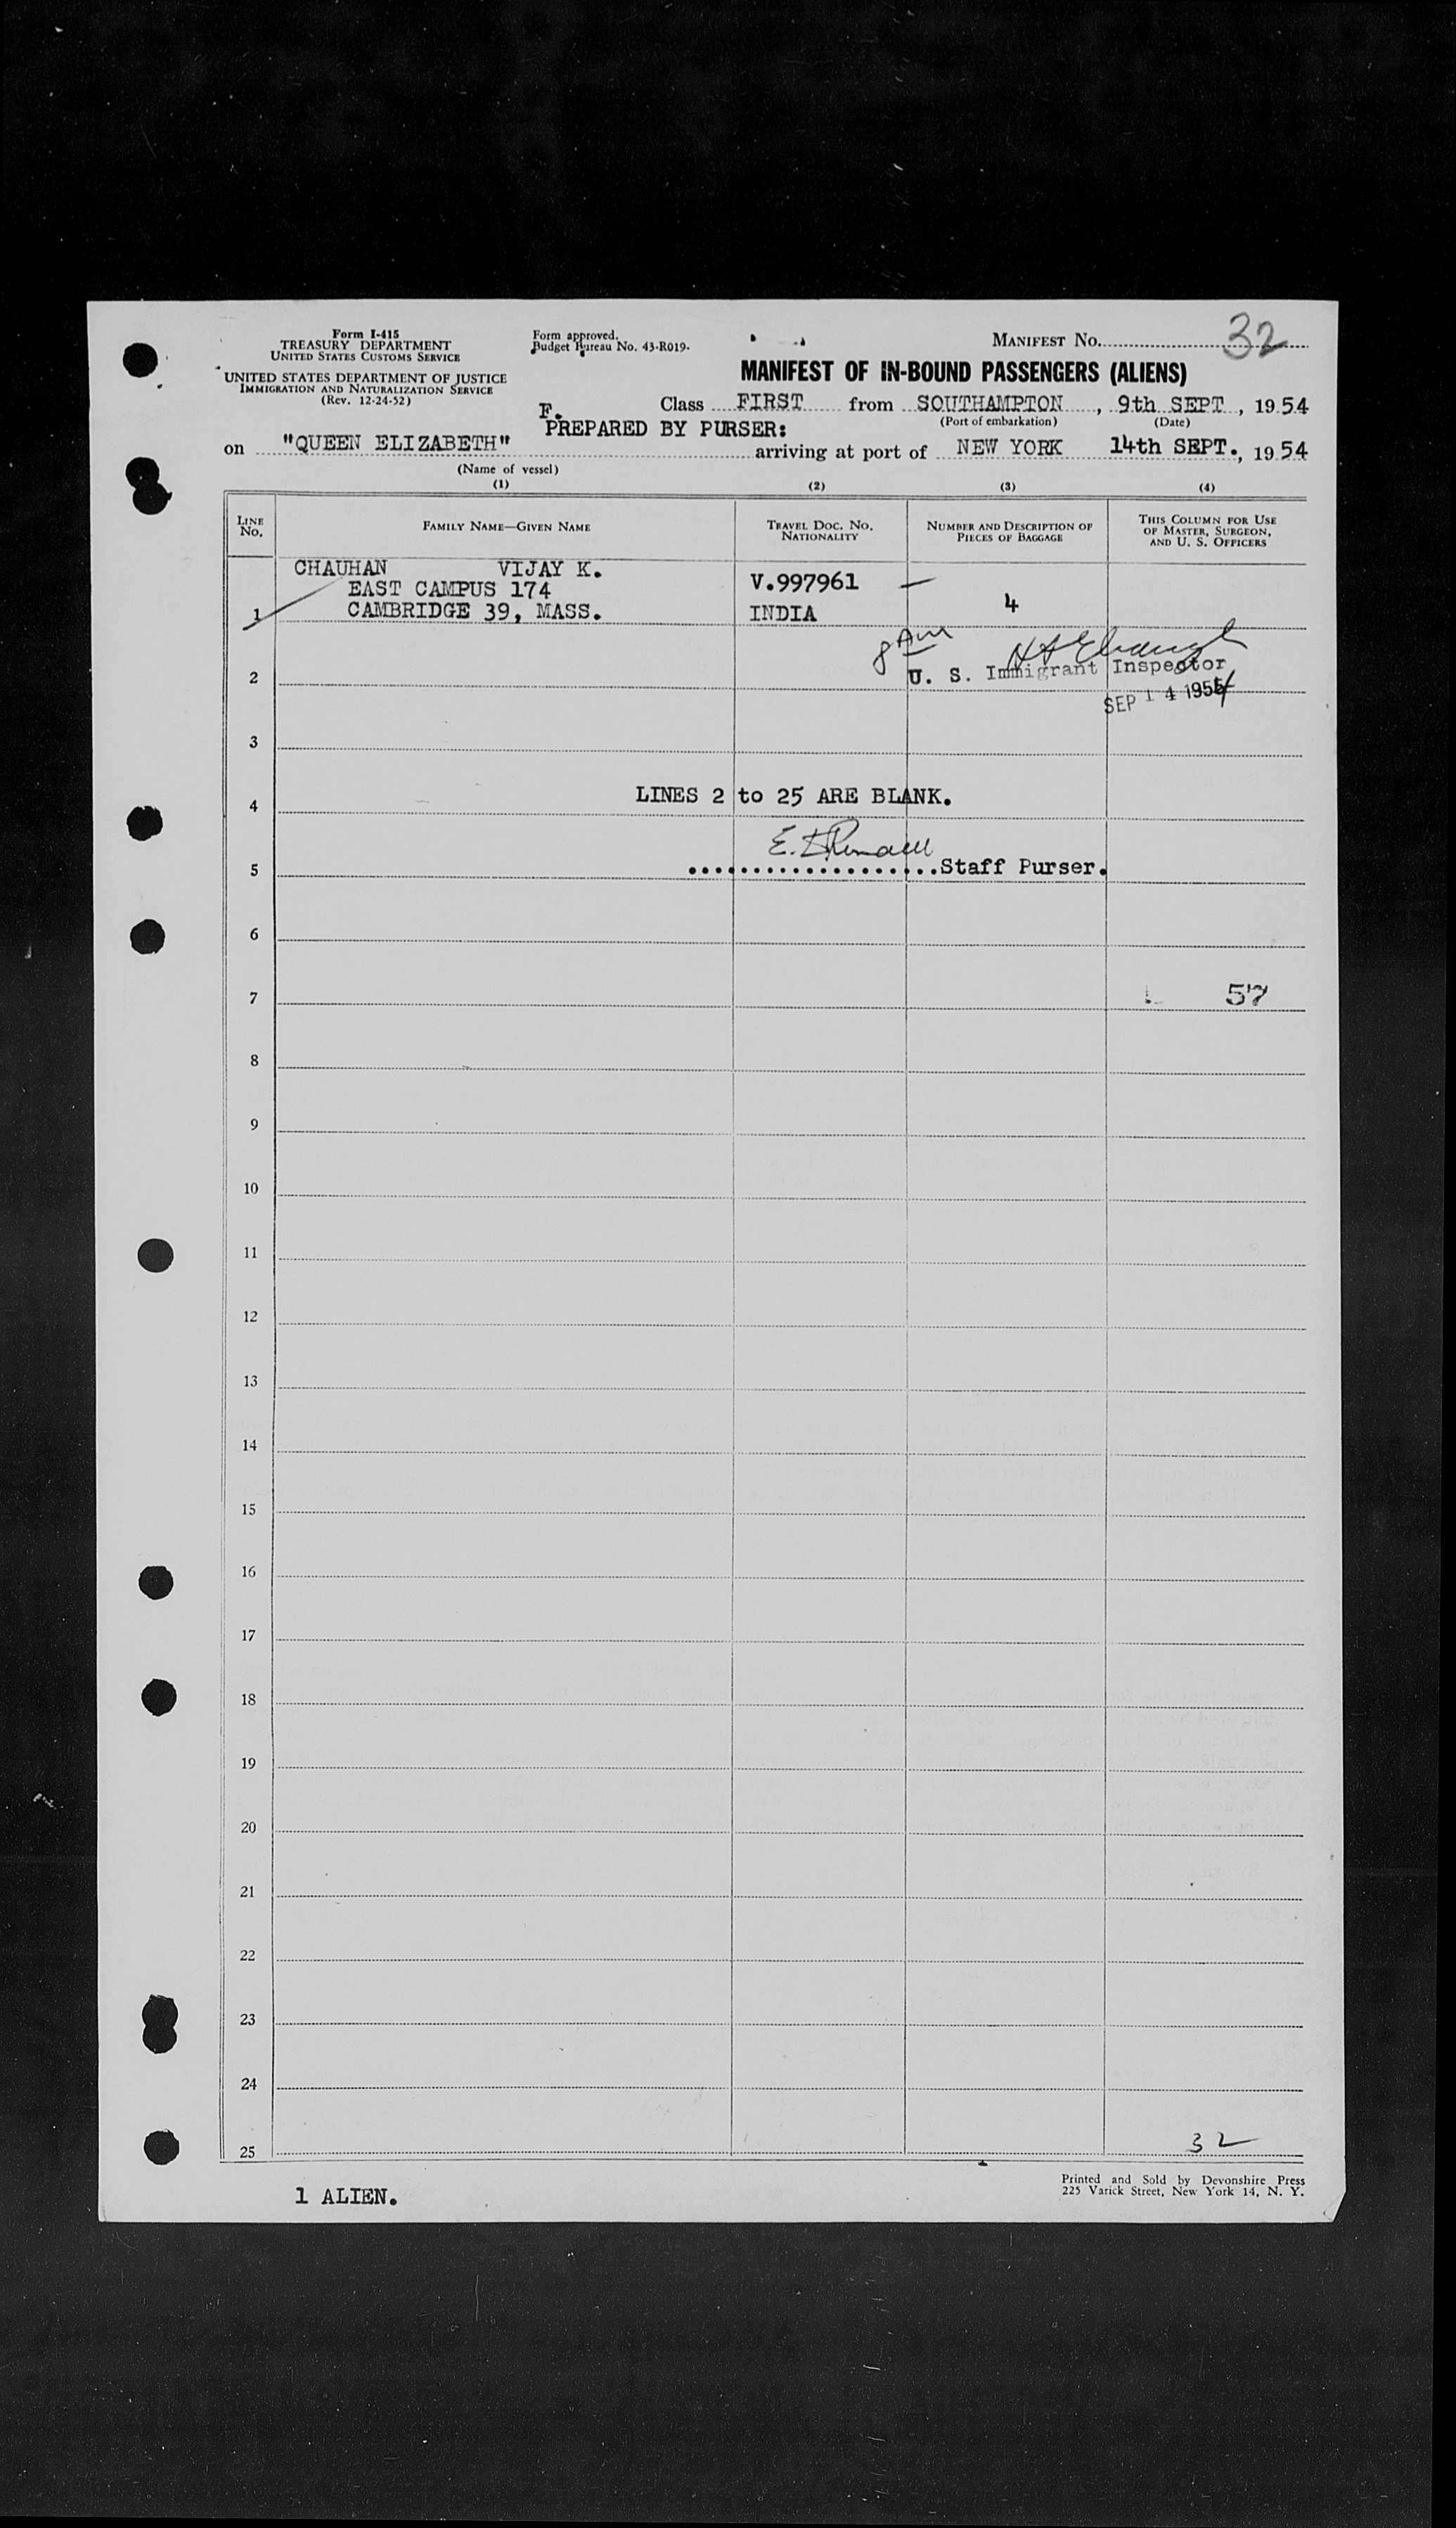 Form I-415
TREASURY DEPARTMENT
UNITED STATES CUSTOMS SERVICE
UNITED STATES DEPARTMENT OF JUSTICE
IMMIGRATION AND NATURALIZATION SERVICE
(Rev. 12-24-52)
Form approved.
Budget Bureau No. 43-R019.
MANIFEST NO. 32
MANIFEST OF IN-BOUND PASSENGERS (ALIENS)
F.
Class FIRST from SOUTHAMPTON, 9th SEPT, 1954
(Port of embarkation) (Date)
PREPARED BY PURSER:
on "QUEEN ELIZABETH" arriving at port of NEW YORK 14th SEPT., 1954
(Name of vessel)
(1) (2) (3) (4)
LINE NO.
FAMILY NAME—GIVEN NAME
TRAVEL DOC. NO. NATIONALITY
NUMBER AND DESCRIPTION OF PIECES OF BAGGAGE
THIS COLUMN FOR USE OF MASTER, SURGEON, AND U. S. OFFICERS
CHAUHAN VIJAY K.
EAST CAMPUS 174 V.997961 —
1 CAMBRIDGE 39, MASS. INDIA 4
8 AM
2 U. S. Immigrant Inspector
SEP 14 1954
3
4 LINES 2 to 25 ARE BLANK.
5 ....................Staff Purser.
6
7 57
8
9
10
11
12
13
14
15
16
17
18
19
20
21
22
23
24
25 32
1 ALIEN.
Printed and Sold by Devonshire Press
225 Varick Street, New York 14, N. Y.